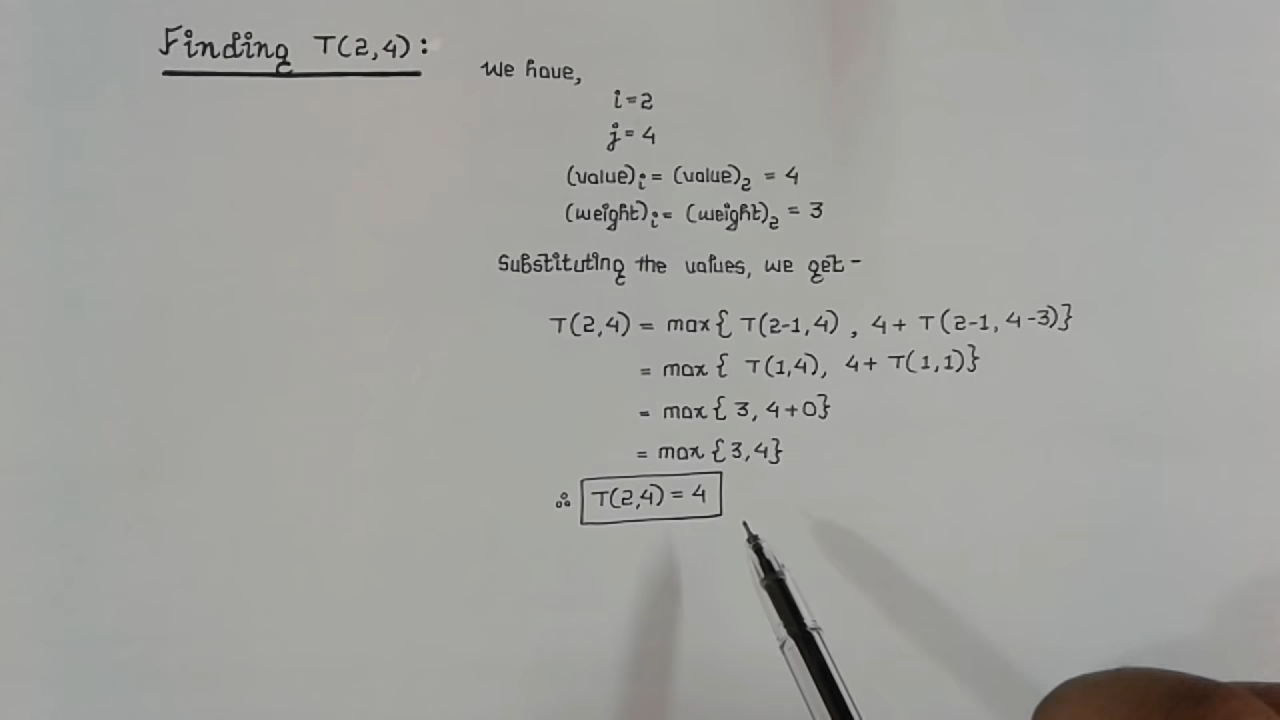 Finding T(2,4):
We have,
i=2
j=4
(value)i = (value)2 = 4
(weight)i = (weight)2 = 3
Substituting the values, we get-
T(2,4) = max{ T(2-1,4) , 4+ T(2-1, 4-3)}
= max { T(1,4), 4+ T(1,1)}
= max{ 3, 4+0}
= max {3,4}
∴ T(2,4) = 4